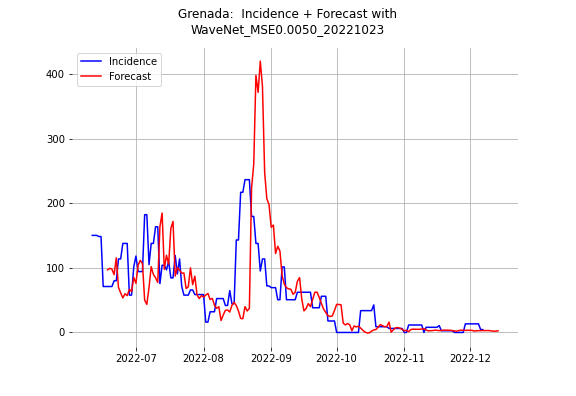 Grenada:  Incidence + Forecast with
WaveNet_MSE0.0050_20221023
Incidence
Forecast
400
300
200
100
0
2022-07 2022-08 2022-09 2022-10 2022-11 2022-12